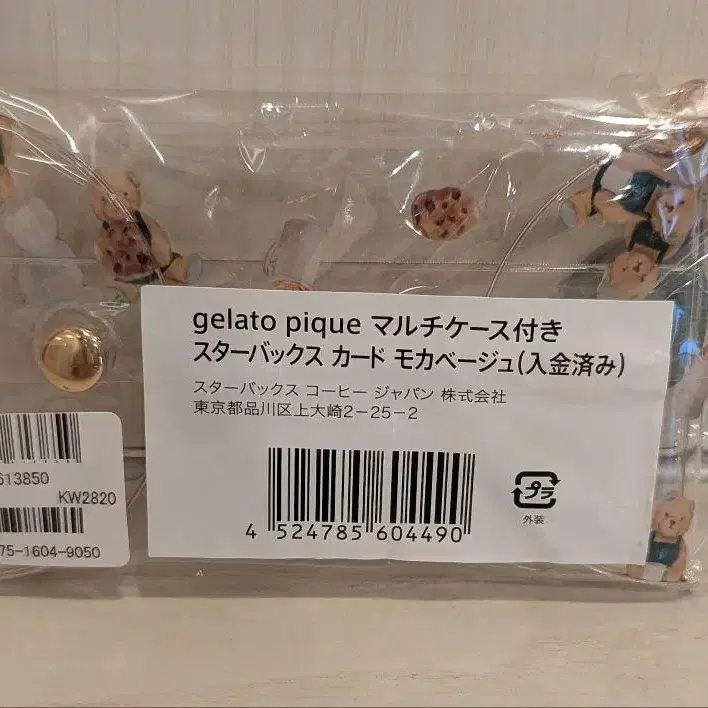 gelato pique マルチケース付き
スターバックス カード モカベージュ(入金済み)
スターバックス コーヒー ジャパン 株式会社
東京都品川区上大崎2-25-2
4 524785 604490
プラ
外装
613850
KW2820
75-1604-9050